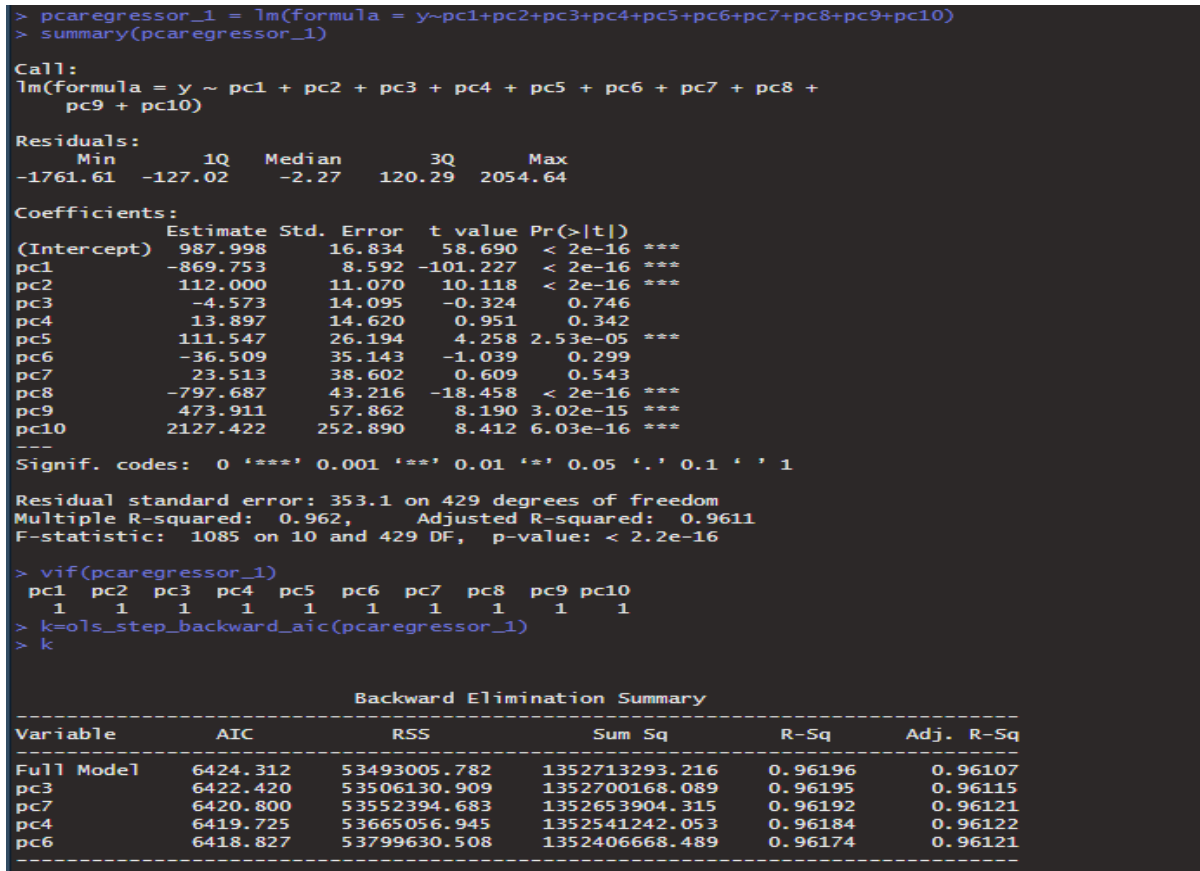 > pcaregressor_1 = lm(formula = y~pc1+pc2+pc3+pc4+pc5+pc6+pc7+pc8+pc9+pc10)
> summary(pcaregressor_1)
Call:
lm(formula = y ~ pc1 + pc2 + pc3 + pc4 + pc5 + pc6 + pc7 + pc8 +
    pc9 + pc10)
Residuals:
     Min       1Q   Median       3Q      Max
-1761.61  -127.02    -2.27   120.29  2054.64
Coefficients:
            Estimate Std. Error  t value Pr(>|t|)
(Intercept)  987.998     16.834   58.690  < 2e-16 ***
pc1         -869.753      8.592 -101.227  < 2e-16 ***
pc2          112.000     11.070   10.118  < 2e-16 ***
pc3           -4.573     14.095   -0.324    0.746
pc4           13.897     14.620    0.951    0.342
pc5          111.547     26.194    4.258 2.53e-05 ***
pc6          -36.509     35.143   -1.039    0.299
pc7           23.513     38.602    0.609    0.543
pc8         -797.687     43.216  -18.458  < 2e-16 ***
pc9          473.911     57.862    8.190 3.02e-15 ***
pc10        2127.422    252.890    8.412 6.03e-16 ***
---
Signif. codes:  0 ‘***’ 0.001 ‘**’ 0.01 ‘*’ 0.05 ‘.’ 0.1 ‘ ’ 1
Residual standard error: 353.1 on 429 degrees of freedom
Multiple R-squared:  0.962,     Adjusted R-squared:  0.9611
F-statistic:  1085 on 10 and 429 DF,  p-value: < 2.2e-16
> vif(pcaregressor_1)
 pc1  pc2  pc3  pc4  pc5  pc6  pc7  pc8  pc9 pc10
   1    1    1    1    1    1    1    1    1    1
> k=ols_step_backward_aic(pcaregressor_1)
> k
Backward Elimination Summary
Variable        AIC           RSS             Sum Sq         R-Sq      Adj. R-Sq
Full Model    6424.312    53493005.782    1352713293.216    0.96196      0.96107
pc3           6422.420    53506130.909    1352700168.089    0.96195      0.96115
pc7           6420.800    53552394.683    1352653904.315    0.96192      0.96121
pc4           6419.725    53665056.945    1352541242.053    0.96184      0.96122
pc6           6418.827    53799630.508    1352406668.489    0.96174      0.96121